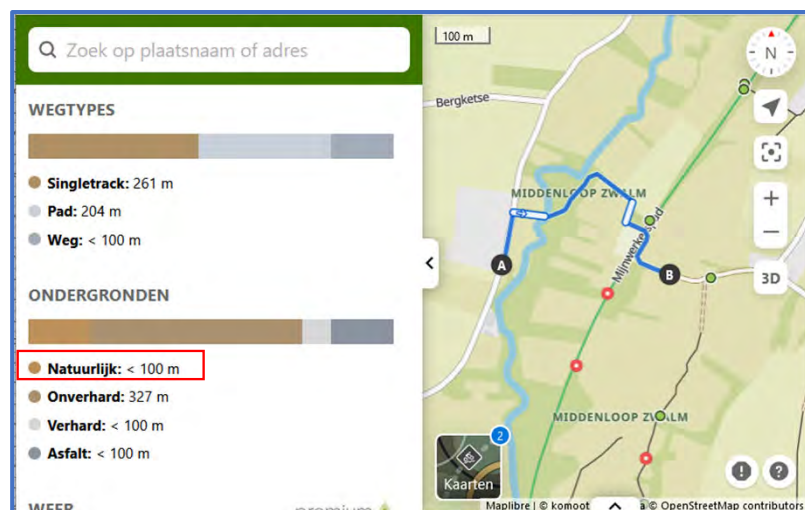 Zoek op plaatsnaam of adres
WEGTYPES
Singletrack: 261 m
Pad: 204 m
Weg: < 100 m
ONDERGRONDEN
Natuurlijk: < 100 m
Onverhard: 327 m
Verhard: < 100 m
Asfalt: < 100 m
WEER
premium
100 m
Bergketse
MIDDENLOOP ZWALM
Mijnwerkerspad
A
B
MIDDENLOOP ZWALM
N
+
−
3D
2
Kaarten
! ?
Maplibre | © komoot a © OpenStreetMap contributors